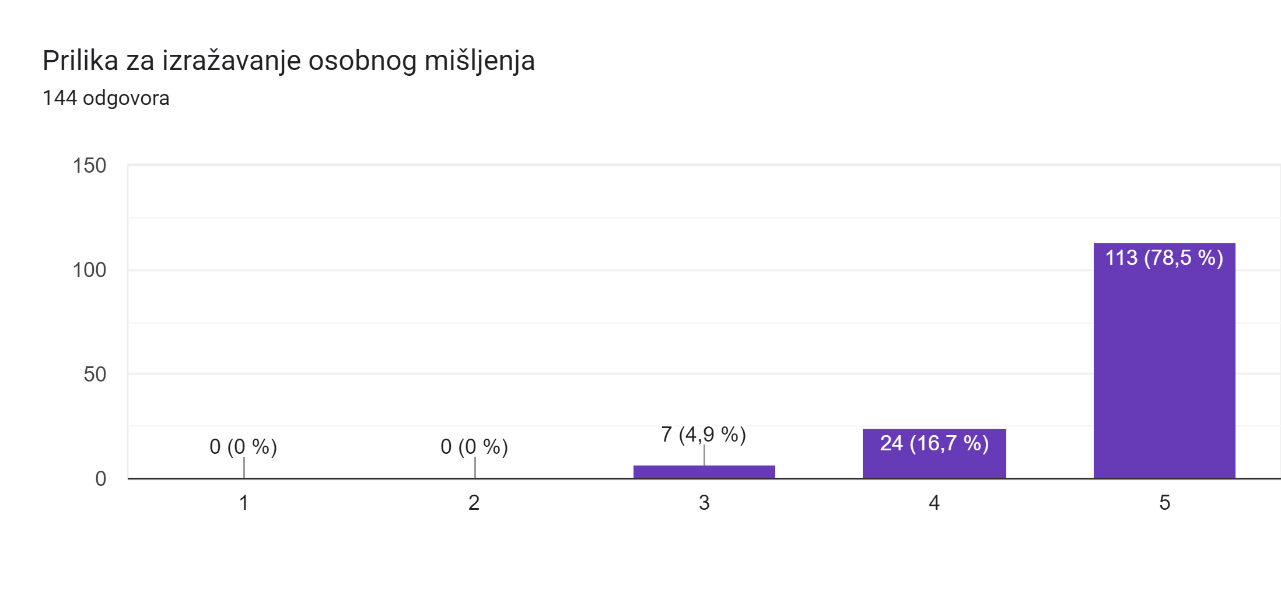 Prilika za izražavanje osobnog mišljenja
144 odgovora
150
100
50
0
0 (0 %)
0 (0 %)
7 (4,9 %)
24 (16,7 %)
113 (78,5 %)
1
2
3
4
5